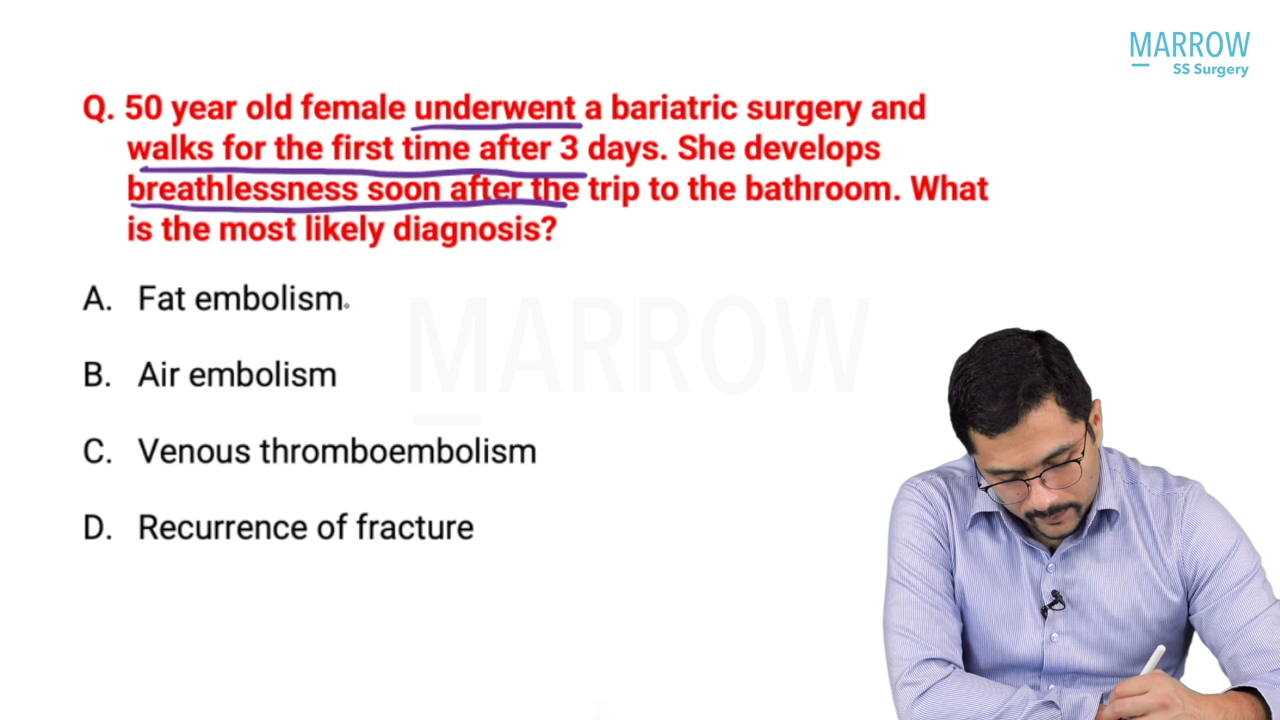 MARROW
SS Surgery
Q. 50 year old female underwent a bariatric surgery and
walks for the first time after 3 days. She develops
breathlessness soon after the trip to the bathroom. What
is the most likely diagnosis?
A. Fat embolism
B. Air embolism
C. Venous thromboembolism
D. Recurrence of fracture
MARROW